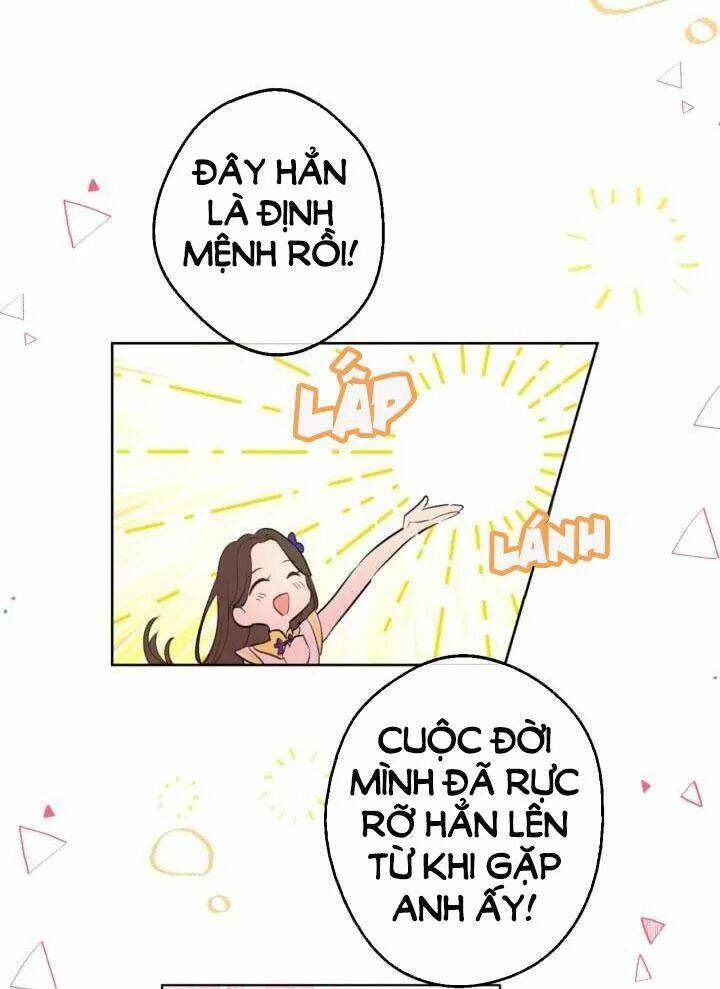 ĐÂY HẲN
LÀ ĐỊNH
MỆNH RỒI!
LẤP
LÁNH
CUỘC ĐỜI
MÌNH ĐÃ RỰC
RỠ HẲN LÊN
TỪ KHI GẶP
ANH ẤY!